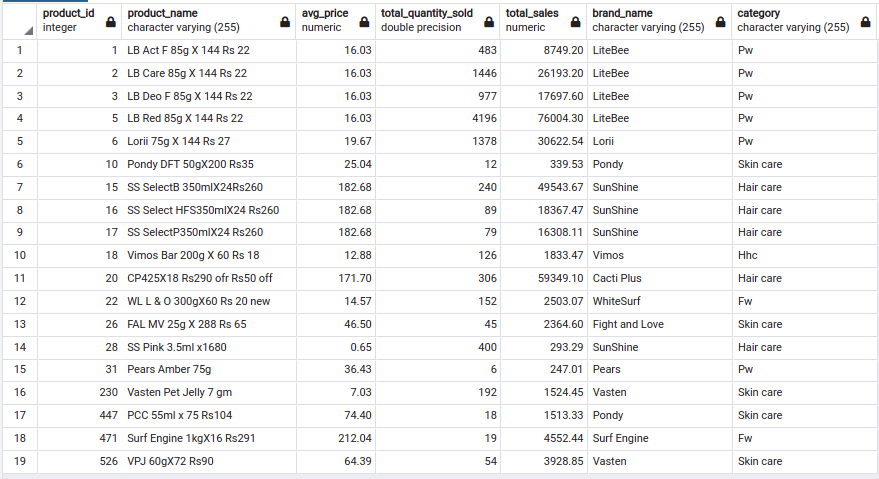 product_id product_name avg_price total_quantity_sold total_sales brand_name category
integer character varying (255) numeric double precision numeric character varying (255) character varying (255)
1 1 LB Act F 85g X 144 Rs 22 16.03 483 8749.20 LiteBee Pw
2 2 LB Care 85g X 144 Rs 22 16.03 1446 26193.20 LiteBee Pw
3 3 LB Deo F 85g X 144 Rs 22 16.03 977 17697.60 LiteBee Pw
4 5 LB Red 85g X 144 Rs 22 16.03 4196 76004.30 LiteBee Pw
5 6 Lorii 75g X 144 Rs 27 19.67 1378 30622.54 Lorii Pw
6 10 Pondy DFT 50gX200 Rs35 25.04 12 339.53 Pondy Skin care
7 15 SS SelectB 350mlX24Rs260 182.68 240 49543.67 SunShine Hair care
8 16 SS Select HFS350mlX24 Rs260 182.68 89 18367.47 SunShine Hair care
9 17 SS SelectP350mlX24 Rs260 182.68 79 16308.11 SunShine Hair care
10 18 Vimos Bar 200g X 60 Rs 18 12.88 126 1833.47 Vimos Hhc
11 20 CP425X18 Rs290 ofr Rs50 off 171.70 306 59349.10 Cacti Plus Hair care
12 22 WL L & O 300gX60 Rs 20 new 14.57 152 2503.07 WhiteSurf Fw
13 26 FAL MV 25g X 288 Rs 65 46.50 45 2364.60 Fight and Love Skin care
14 28 SS Pink 3.5ml x1680 0.65 400 293.29 SunShine Hair care
15 31 Pears Amber 75g 36.43 6 247.01 Pears Pw
16 230 Vasten Pet Jelly 7 gm 7.03 192 1524.45 Vasten Skin care
17 447 PCC 55ml x 75 Rs104 74.40 18 1513.33 Pondy Skin care
18 471 Surf Engine 1kgX16 Rs291 212.04 19 4552.44 Surf Engine Fw
19 526 VPJ 60gX72 Rs90 64.39 54 3928.85 Vasten Skin care